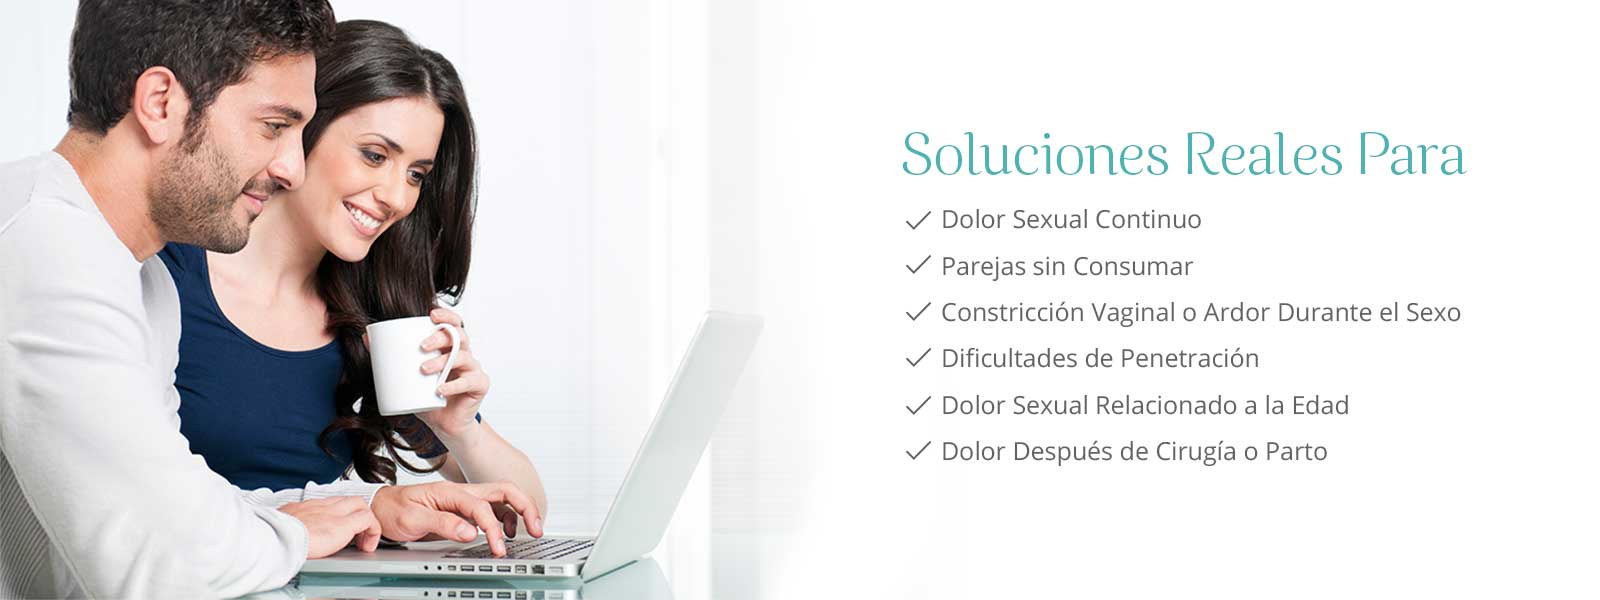 Soluciones Reales Para
Dolor Sexual Continuo
Parejas sin Consumar
Constricción Vaginal o Ardor Durante el Sexo
Dificultades de Penetración
Dolor Sexual Relacionado a la Edad
Dolor Después de Cirugía o Parto